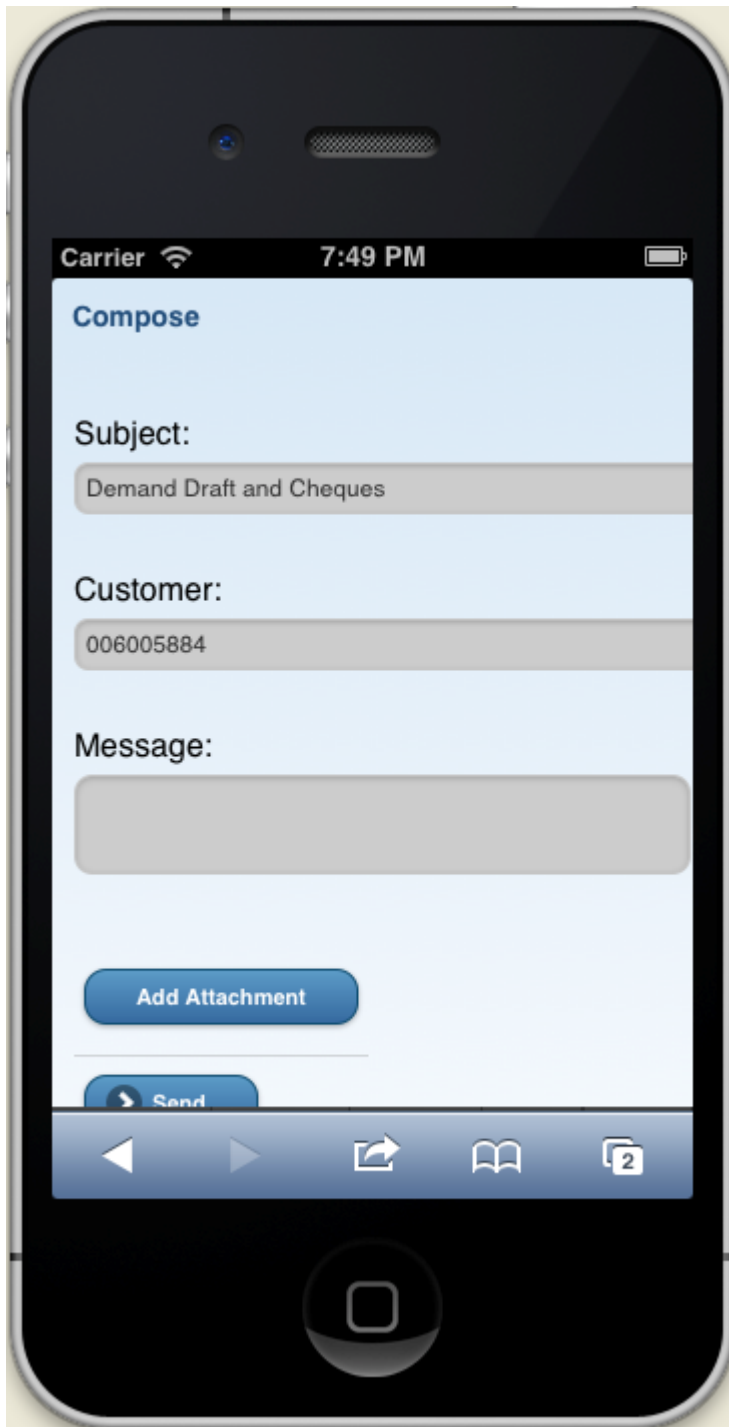 Carrier 7:49 PM
Compose
Subject:
Demand Draft and Cheques
Customer:
006005884
Message:
Add Attachment
Send
2